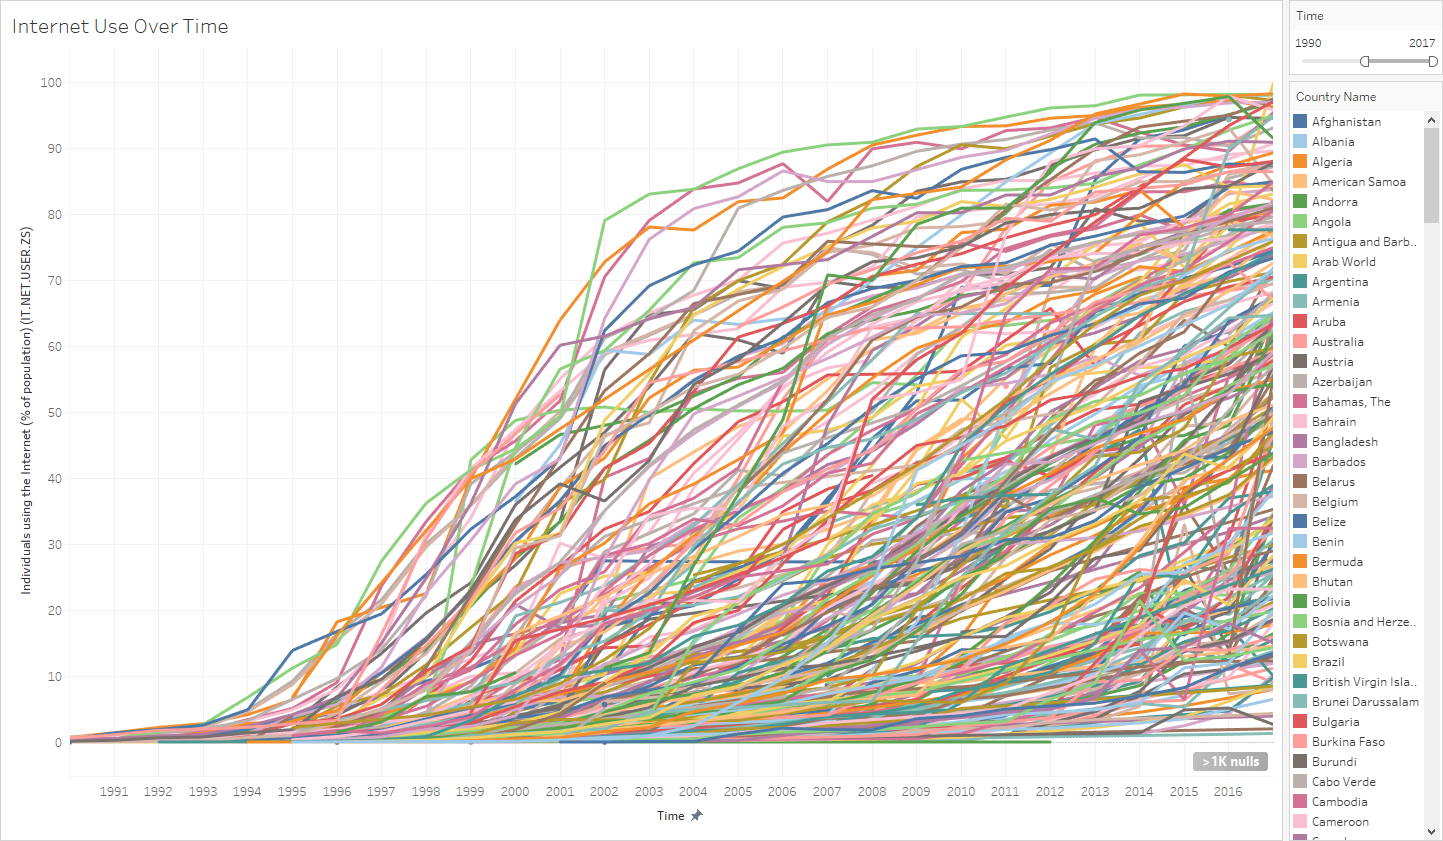 Internet Use Over Time
Individuals using the Internet (% of population) (IT.NET.USER.ZS)
100
90
80
70
60
50
40
30
20
10
0
>1K nulls
1991 1992 1993 1994 1995 1996 1997 1998 1999 2000 2001 2002 2003 2004 2005 2006 2007 2008 2009 2010 2011 2012 2013 2014 2015 2016
Time
Time
1990 2017
Country Name
Afghanistan
Albania
Algeria
American Samoa
Andorra
Angola
Antigua and Barb..
Arab World
Argentina
Armenia
Aruba
Australia
Austria
Azerbaijan
Bahamas, The
Bahrain
Bangladesh
Barbados
Belarus
Belgium
Belize
Benin
Bermuda
Bhutan
Bolivia
Bosnia and Herze..
Botswana
Brazil
British Virgin Isla..
Brunei Darussalam
Bulgaria
Burkina Faso
Burundi
Cabo Verde
Cambodia
Cameroon